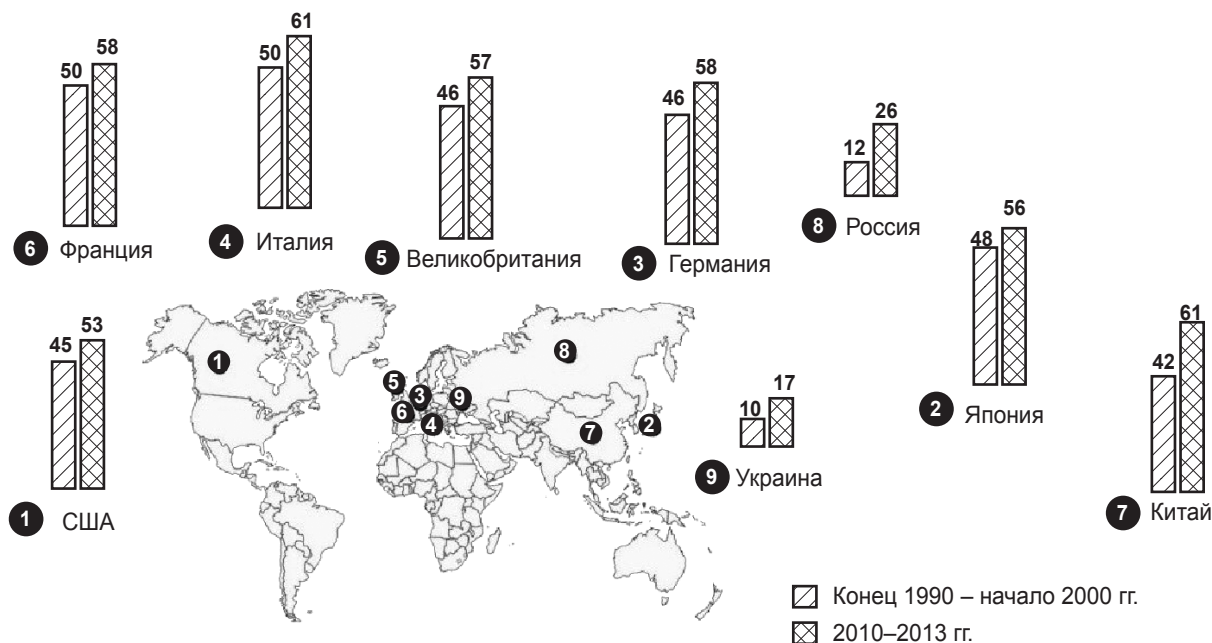 50 58
6 Франция
50 61
4 Италия
46 57
5 Великобритания
46 58
3 Германия
12 26
8 Россия
48 56
2 Япония
45 53
1 США
1 8 5 3 9 6 4 7 2
10 17
9 Украина
42 61
7 Китай
Конец 1990 – начало 2000 гг.
2010–2013 гг.